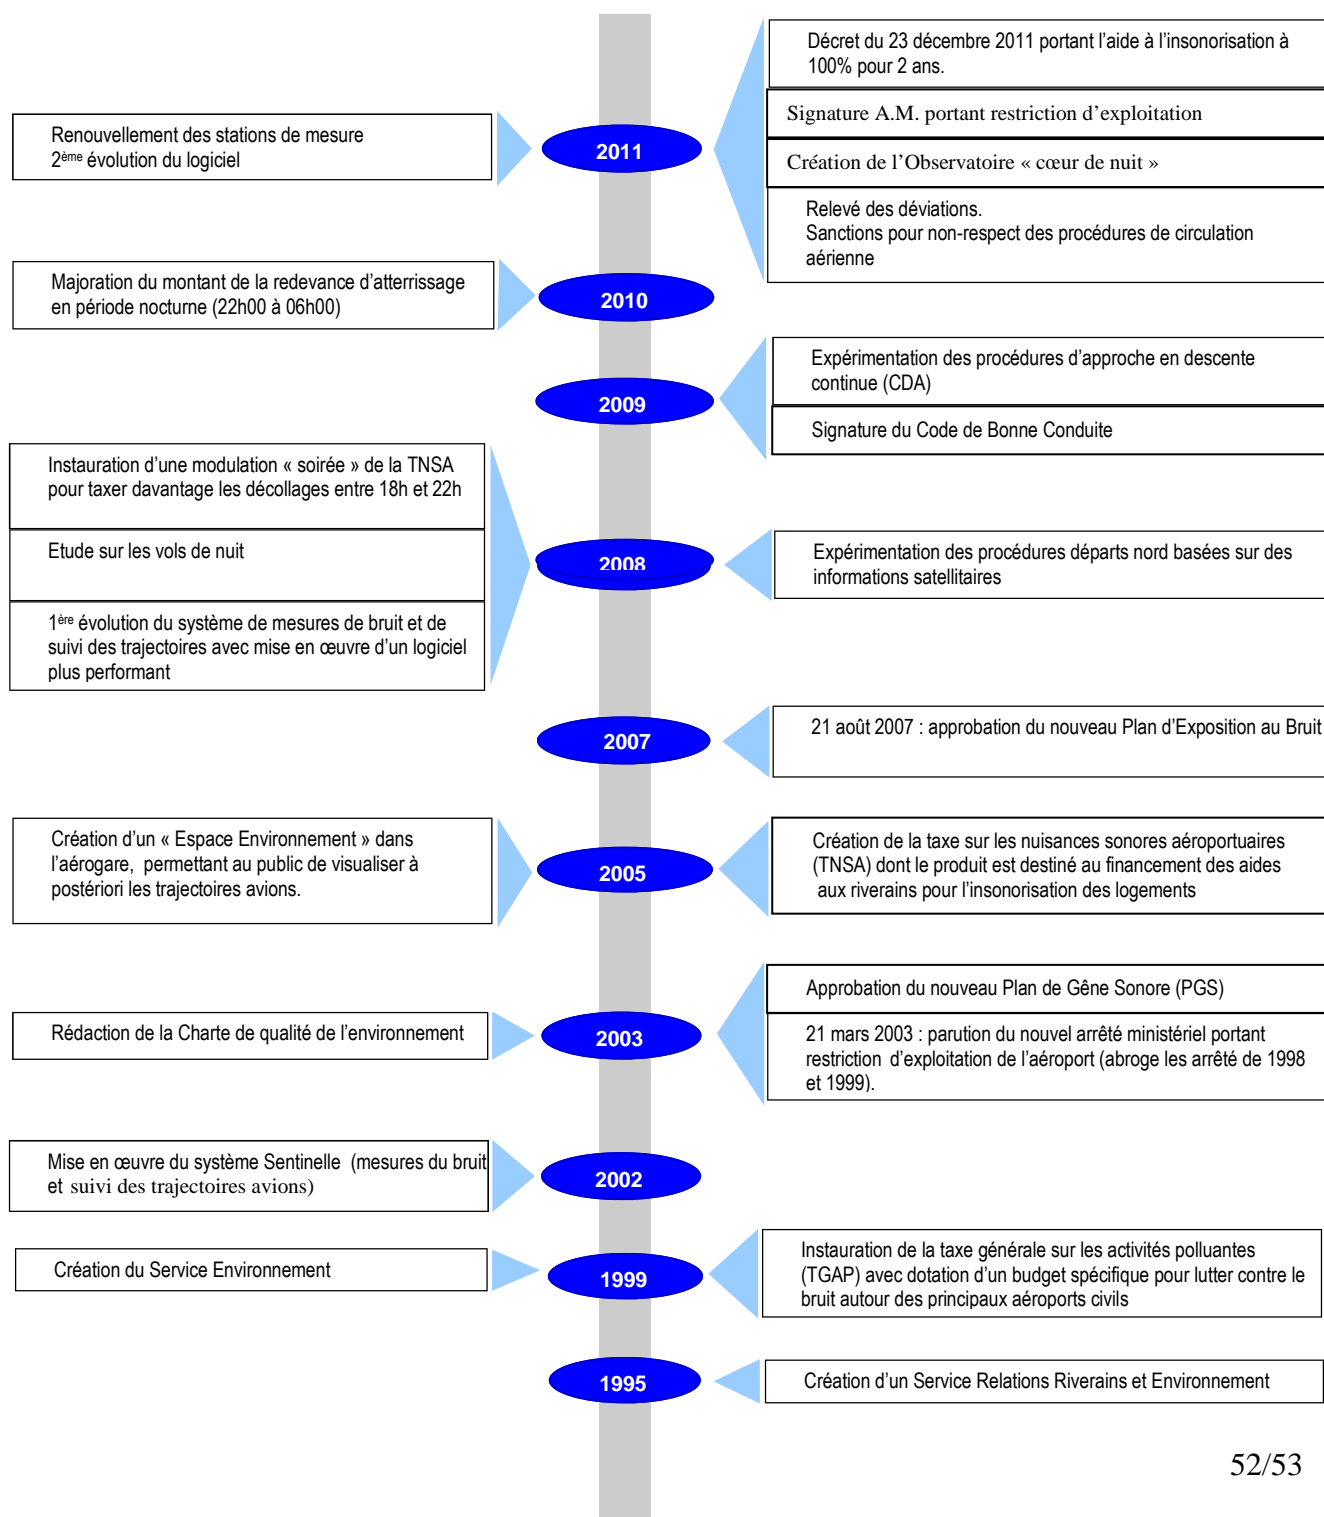 Décret du 23 décembre 2011 portant l’aide à l’insonorisation à
100% pour 2 ans.
Signature A.M. portant restriction d’exploitation
Renouvellement des stations de mesure
2ème évolution du logiciel
2011
Création de l’Observatoire « cœur de nuit »
Relevé des déviations.
Sanctions pour non-respect des procédures de circulation
aérienne
Majoration du montant de la redevance d’atterrissage
en période nocturne (22h00 à 06h00)
2010
Expérimentation des procédures d’approche en descente
continue (CDA)
2009
Signature du Code de Bonne Conduite
Instauration d’une modulation « soirée » de la TNSA
pour taxer davantage les décollages entre 18h et 22h
Etude sur les vols de nuit
1ère évolution du système de mesures de bruit et de
suivi des trajectoires avec mise en œuvre d’un logiciel
plus performant
2008
Expérimentation des procédures départs nord basées sur des
informations satellitaires
2007
21 août 2007 : approbation du nouveau Plan d’Exposition au Bruit
Création d’un « Espace Environnement » dans
l’aérogare, permettant au public de visualiser à
postériori les trajectoires avions.
2005
Création de la taxe sur les nuisances sonores aéroportuaires
(TNSA) dont le produit est destiné au financement des aides
aux riverains pour l’insonorisation des logements
Rédaction de la Charte de qualité de l’environnement
2003
Approbation du nouveau Plan de Gêne Sonore (PGS)
21 mars 2003 : parution du nouvel arrêté ministériel portant
restriction d’exploitation de l’aéroport (abroge les arrêté de 1998
et 1999).
Mise en œuvre du système Sentinelle (mesures du bruit
et suivi des trajectoires avions)
2002
Création du Service Environnement
1999
Instauration de la taxe générale sur les activités polluantes
(TGAP) avec dotation d’un budget spécifique pour lutter contre le
bruit autour des principaux aéroports civils
1995
Création d’un Service Relations Riverains et Environnement
52/53